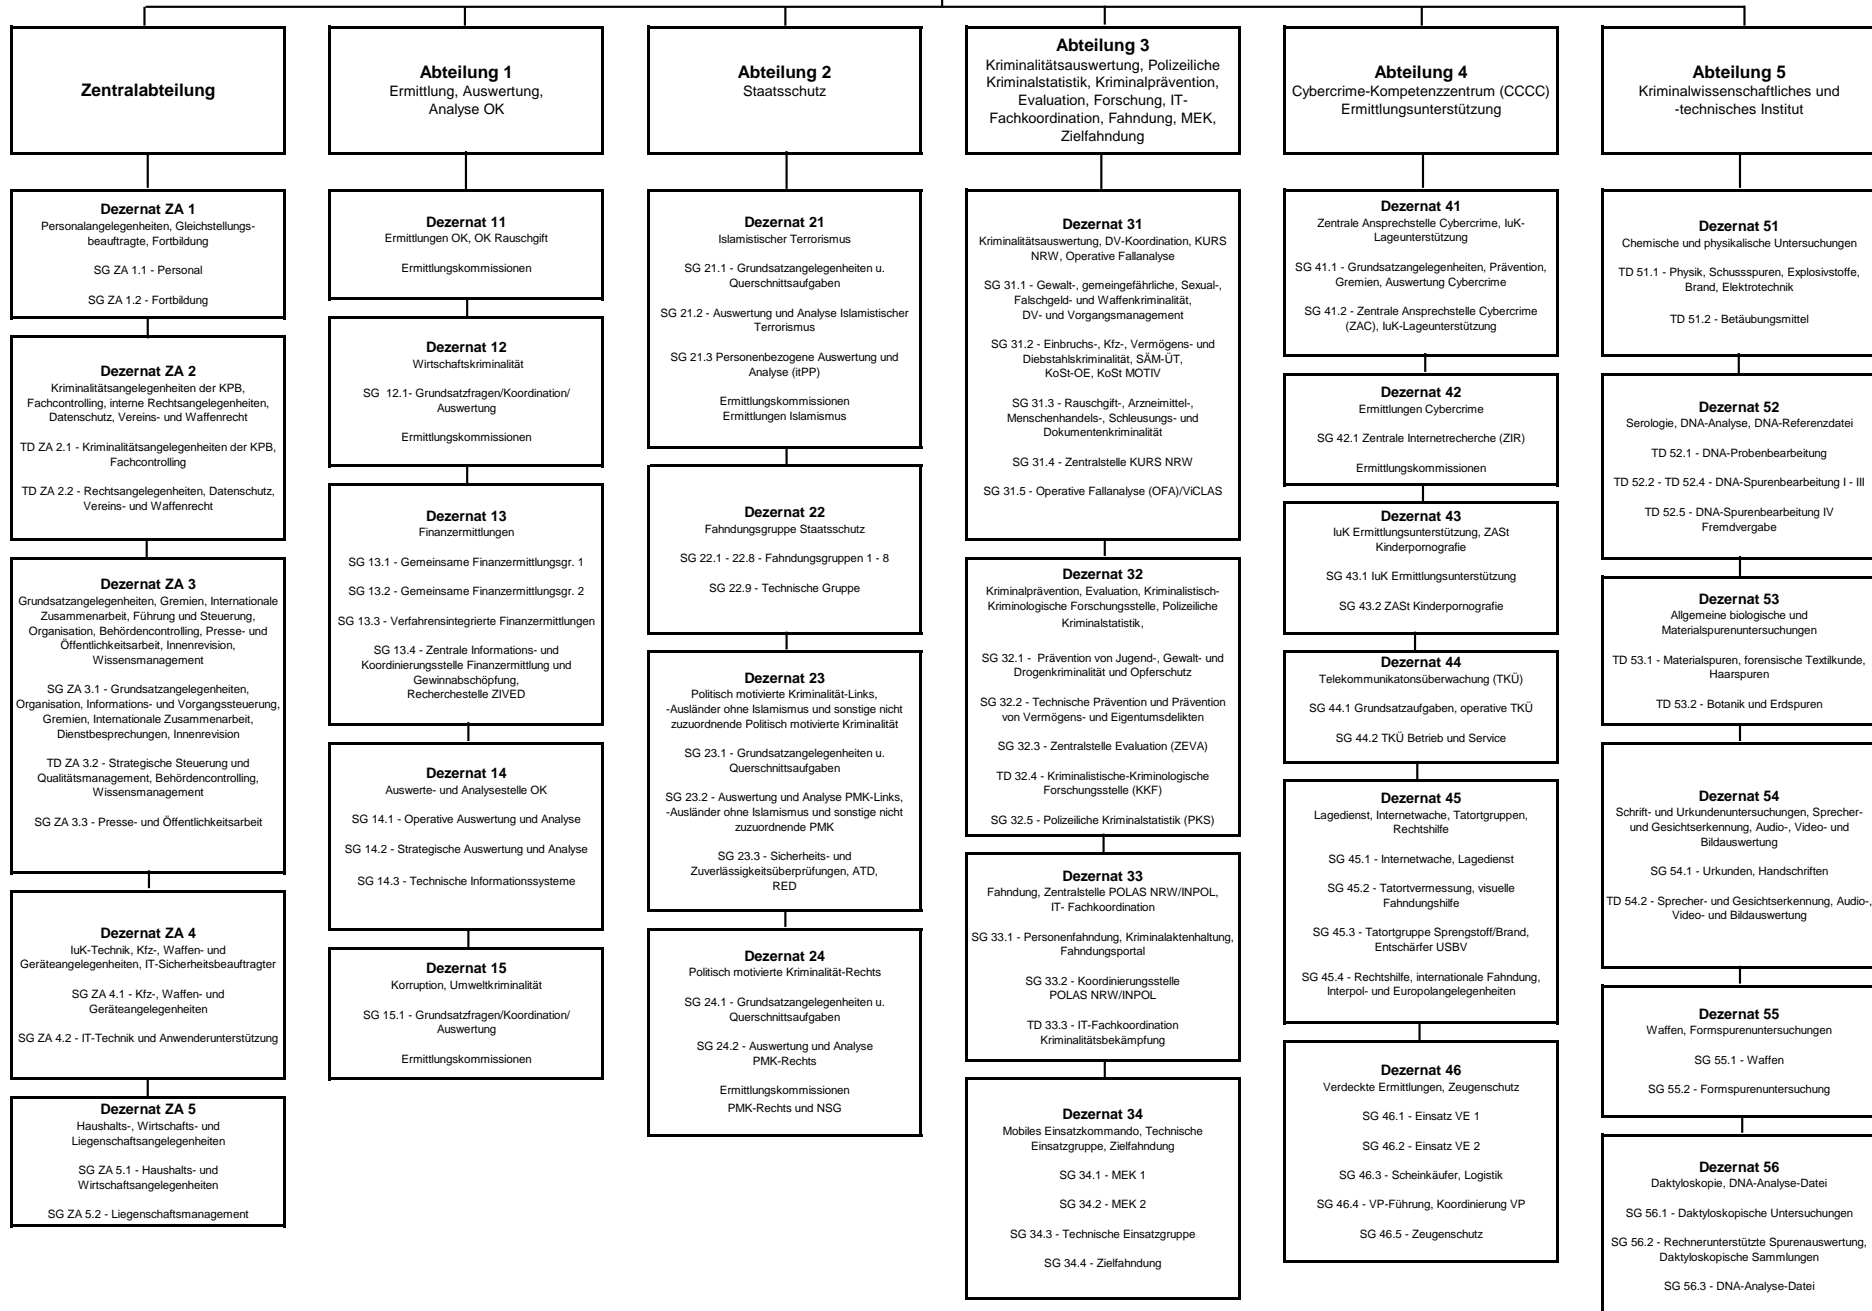 Zentralabteilung
Dezernat ZA 1
Personalangelegenheiten, Gleichstellungs-
beauftragte, Fortbildung
SG ZA 1.1 - Personal
SG ZA 1.2 - Fortbildung
Dezernat ZA 2
Kriminalitätsangelegenheiten der KPB,
Fachcontrolling, interne Rechtsangelegenheiten,
Datenschutz, Vereins- und Waffenrecht
TD ZA 2.1 - Kriminalitätsangelegenheiten der KPB,
Fachcontrolling
TD ZA 2.2 - Rechtsangelegenheiten, Datenschutz,
Vereins- und Waffenrecht
Dezernat ZA 3
Grundsatzangelegenheiten, Gremien, Internationale
Zusammenarbeit, Führung und Steuerung,
Organisation, Behördencontrolling, Presse- und
Öffentlichkeitsarbeit, Innenrevision,
Wissensmanagement
SG ZA 3.1 - Grundsatzangelegenheiten,
Organisation, Informations- und Vorgangssteuerung,
Gremien, Internationale Zusammenarbeit,
Dienstbesprechungen, Innenrevision
TD ZA 3.2 - Strategische Steuerung und
Qualitätsmanagement, Behördencontrolling,
Wissensmanagement
SG ZA 3.3 - Presse- und Öffentlichkeitsarbeit
Dezernat ZA 4
IuK-Technik, Kfz-, Waffen- und
Geräteangelegenheiten, IT-Sicherheitsbeauftragter
SG ZA 4.1 - Kfz-, Waffen- und
Geräteangelegenheiten
SG ZA 4.2 - IT-Technik und Anwenderunterstützung
Dezernat ZA 5
Haushalts-, Wirtschafts- und
Liegenschaftsangelegenheiten
SG ZA 5.1 - Haushalts- und
Wirtschaftsangelegenheiten
SG ZA 5.2 - Liegenschaftsmanagement
Abteilung 1
Ermittlung, Auswertung,
Analyse OK
Dezernat 11
Ermittlungen OK, OK Rauschgift
Ermittlungskommissionen
Dezernat 12
Wirtschaftskriminalität
SG 12.1- Grundsatzfragen/Koordination/
Auswertung
Ermittlungskommissionen
Dezernat 13
Finanzermittlungen
SG 13.1 - Gemeinsame Finanzermittlungsgr. 1
SG 13.2 - Gemeinsame Finanzermittlungsgr. 2
SG 13.3 - Verfahrensintegrierte Finanzermittlungen
SG 13.4 - Zentrale Informations- und
Koordinierungsstelle Finanzermittlung und
Gewinnabschöpfung,
Recherchestelle ZIVED
Dezernat 14
Auswerte- und Analysestelle OK
SG 14.1 - Operative Auswertung und Analyse
SG 14.2 - Strategische Auswertung und Analyse
SG 14.3 - Technische Informationssysteme
Dezernat 15
Korruption, Umweltkriminalität
SG 15.1 - Grundsatzfragen/Koordination/
Auswertung
Ermittlungskommissionen
Abteilung 2
Staatsschutz
Dezernat 21
Islamistischer Terrorismus
SG 21.1 - Grundsatzangelegenheiten u.
Querschnittsaufgaben
SG 21.2 - Auswertung und Analyse Islamistischer
Terrorismus
SG 21.3 Personenbezogene Auswertung und
Analyse (itPP)
Ermittlungskommissionen
Ermittlungen Islamismus
Dezernat 22
Fahndungsgruppe Staatsschutz
SG 22.1 - 22.8 - Fahndungsgruppen 1 - 8
SG 22.9 - Technische Gruppe
Dezernat 23
Politisch motivierte Kriminalität-Links,
-Ausländer ohne Islamismus und sonstige nicht
zuzuordnende Politisch motivierte Kriminalität
SG 23.1 - Grundsatzangelegenheiten u.
Querschnittsaufgaben
SG 23.2 - Auswertung und Analyse PMK-Links,
-Ausländer ohne Islamismus und sonstige nicht
zuzuordnende PMK
SG 23.3 - Sicherheits- und
Zuverlässigkeitsüberprüfungen, ATD,
RED
Dezernat 24
Politisch motivierte Kriminalität-Rechts
SG 24.1 - Grundsatzangelegenheiten u.
Querschnittsaufgaben
SG 24.2 - Auswertung und Analyse
PMK-Rechts
Ermittlungskommissionen
PMK-Rechts und NSG
Abteilung 3
Kriminalitätsauswertung, Polizeiliche
Kriminalstatistik, Kriminalprävention,
Evaluation, Forschung, IT-
Fachkoordination, Fahndung, MEK,
Zielfahndung
Dezernat 31
Kriminalitätsauswertung, DV-Koordination, KURS
NRW, Operative Fallanalyse
SG 31.1 - Gewalt-, gemeingefährliche, Sexual-,
Falschgeld- und Waffenkriminalität,
DV- und Vorgangsmanagement
SG 31.2 - Einbruchs-, Kfz-, Vermögens- und
Diebstahlskriminalität, SÄM-ÜT,
KoSt-OE, KoSt MOTIV
SG 31.3 - Rauschgift-, Arzneimittel-,
Menschenhandels-, Schleusungs- und
Dokumentenkriminalität
SG 31.4 - Zentralstelle KURS NRW
SG 31.5 - Operative Fallanalyse (OFA)/ViCLAS
Dezernat 32
Kriminalprävention, Evaluation, Kriminalistisch-
Kriminologische Forschungsstelle, Polizeiliche
Kriminalstatistik,
SG 32.1 - Prävention von Jugend-, Gewalt- und
Drogenkriminalität und Opferschutz
SG 32.2 - Technische Prävention und Prävention
von Vermögens- und Eigentumsdelikten
SG 32.3 - Zentralstelle Evaluation (ZEVA)
TD 32.4 - Kriminalistische-Kriminologische
Forschungsstelle (KKF)
SG 32.5 - Polizeiliche Kriminalstatistik (PKS)
Dezernat 33
Fahndung, Zentralstelle POLAS NRW/INPOL,
IT- Fachkoordination
SG 33.1 - Personenfahndung, Kriminalaktenhaltung,
Fahndungsportal
SG 33.2 - Koordinierungsstelle
POLAS NRW/INPOL
TD 33.3 - IT-Fachkoordination
Kriminalitätsbekämpfung
Dezernat 34
Mobiles Einsatzkommando, Technische
Einsatzgruppe, Zielfahndung
SG 34.1 - MEK 1
SG 34.2 - MEK 2
SG 34.3 - Technische Einsatzgruppe
SG 34.4 - Zielfahndung
Abteilung 4
Cybercrime-Kompetenzzentrum (CCCC)
Ermittlungsunterstützung
Dezernat 41
Zentrale Ansprechstelle Cybercrime, IuK-
Lageunterstützung
SG 41.1 - Grundsatzangelegenheiten, Prävention,
Gremien, Auswertung Cybercrime
SG 41.2 - Zentrale Ansprechstelle Cybercrime
(ZAC), IuK-Lageunterstützung
Dezernat 42
Ermittlungen Cybercrime
SG 42.1 Zentrale Internetrecherche (ZIR)
Ermittlungskommissionen
Dezernat 43
IuK Ermittlungsunterstützung, ZASt
Kinderpornografie
SG 43.1 IuK Ermittlungsunterstützung
SG 43.2 ZASt Kinderpornografie
Dezernat 44
Telekommunikatonsüberwachung (TKÜ)
SG 44.1 Grundsatzaufgaben, operative TKÜ
SG 44.2 TKÜ Betrieb und Service
Dezernat 45
Lagedienst, Internetwache, Tatortgruppen,
Rechtshilfe
SG 45.1 - Internetwache, Lagedienst
SG 45.2 - Tatortvermessung, visuelle
Fahndungshilfe
SG 45.3 - Tatortgruppe Sprengstoff/Brand,
Entschärfer USBV
SG 45.4 - Rechtshilfe, internationale Fahndung,
Interpol- und Europolangelegenheiten
Dezernat 46
Verdeckte Ermittlungen, Zeugenschutz
SG 46.1 - Einsatz VE 1
SG 46.2 - Einsatz VE 2
SG 46.3 - Scheinkäufer, Logistik
SG 46.4 - VP-Führung, Koordinierung VP
SG 46.5 - Zeugenschutz
Abteilung 5
Kriminalwissenschaftliches und
-technisches Institut
Dezernat 51
Chemische und physikalische Untersuchungen
TD 51.1 - Physik, Schussspuren, Explosivstoffe,
Brand, Elektrotechnik
TD 51.2 - Betäubungsmittel
Dezernat 52
Serologie, DNA-Analyse, DNA-Referenzdatei
TD 52.1 - DNA-Probenbearbeitung
TD 52.2 - TD 52.4 - DNA-Spurenbearbeitung I - III
TD 52.5 - DNA-Spurenbearbeitung IV
Fremdvergabe
Dezernat 53
Allgemeine biologische und
Materialspurenuntersuchungen
TD 53.1 - Materialspuren, forensische Textilkunde,
Haarspuren
TD 53.2 - Botanik und Erdspuren
Dezernat 54
Schrift- und Urkundenuntersuchungen, Sprecher-
und Gesichtserkennung, Audio-, Video- und
Bildauswertung
SG 54.1 - Urkunden, Handschriften
TD 54.2 - Sprecher- und Gesichtserkennung, Audio-,
Video- und Bildauswertung
Dezernat 55
Waffen, Formspurenuntersuchungen
SG 55.1 - Waffen
SG 55.2 - Formspurenuntersuchung
Dezernat 56
Daktyloskopie, DNA-Analyse-Datei
SG 56.1 - Daktyloskopische Untersuchungen
SG 56.2 - Rechnerunterstützte Spurenauswertung,
Daktyloskopische Sammlungen
SG 56.3 - DNA-Analyse-Datei